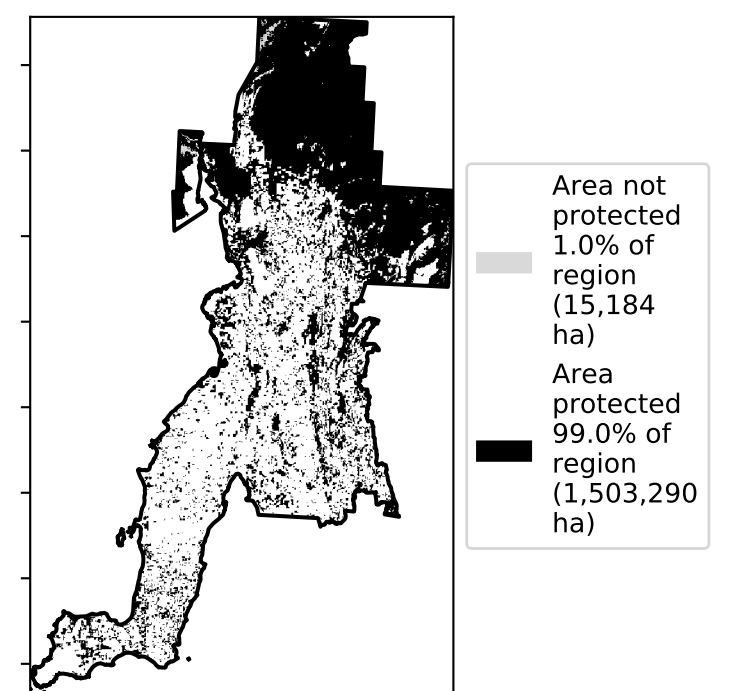 Area not
protected
1.0% of
region
(15,184
ha)
Area
protected
99.0% of
region
(1,503,290
ha)